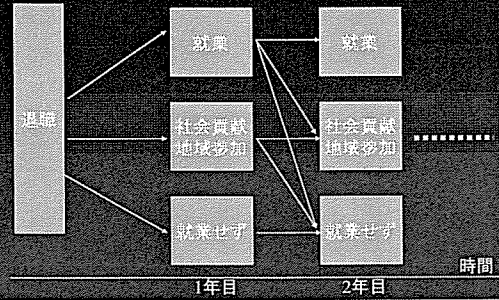 退職
就業
就業
社会貢献
地域参加
社会貢献
地域参加
就業せず
就業せず
時間
1年目
2年目